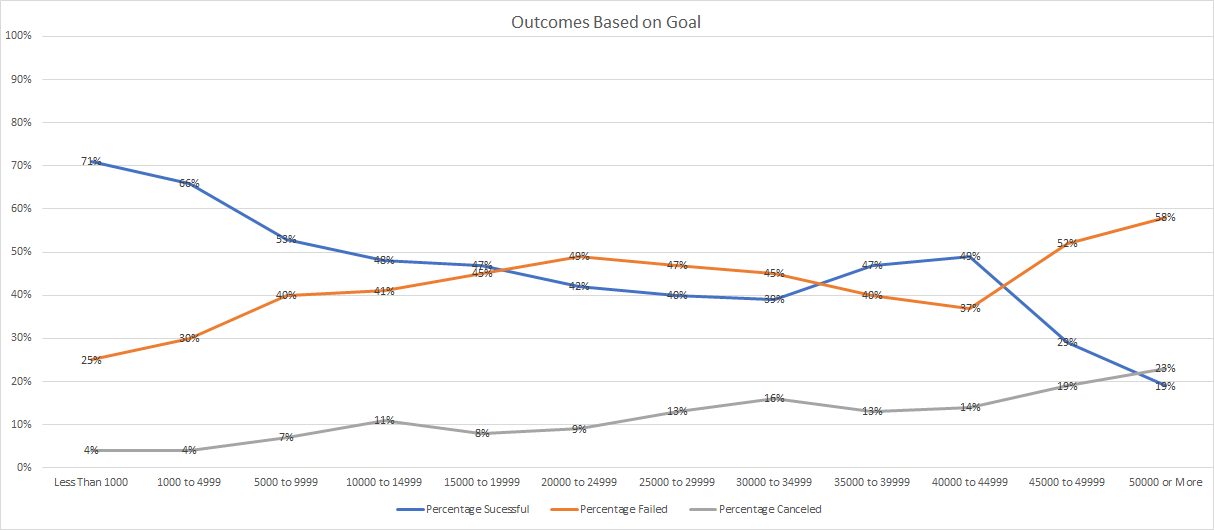 Outcomes Based on Goal
100%
90%
80%
70%
60%
50%
40%
30%
20%
10%
0%
71% 66% 53% 48% 47% 42% 40% 39% 47% 49% 29% 19%
25% 30% 40% 41% 45% 49% 47% 45% 40% 37% 52% 58%
4% 4% 7% 11% 8% 9% 13% 16% 13% 14% 19% 23%
Less Than 1000 1000 to 4999 5000 to 9999 10000 to 14999 15000 to 19999 20000 to 24999 25000 to 29999 30000 to 34999 35000 to 39999 40000 to 44999 45000 to 49999 50000 or More
Percentage Sucessful Percentage Failed Percentage Canceled